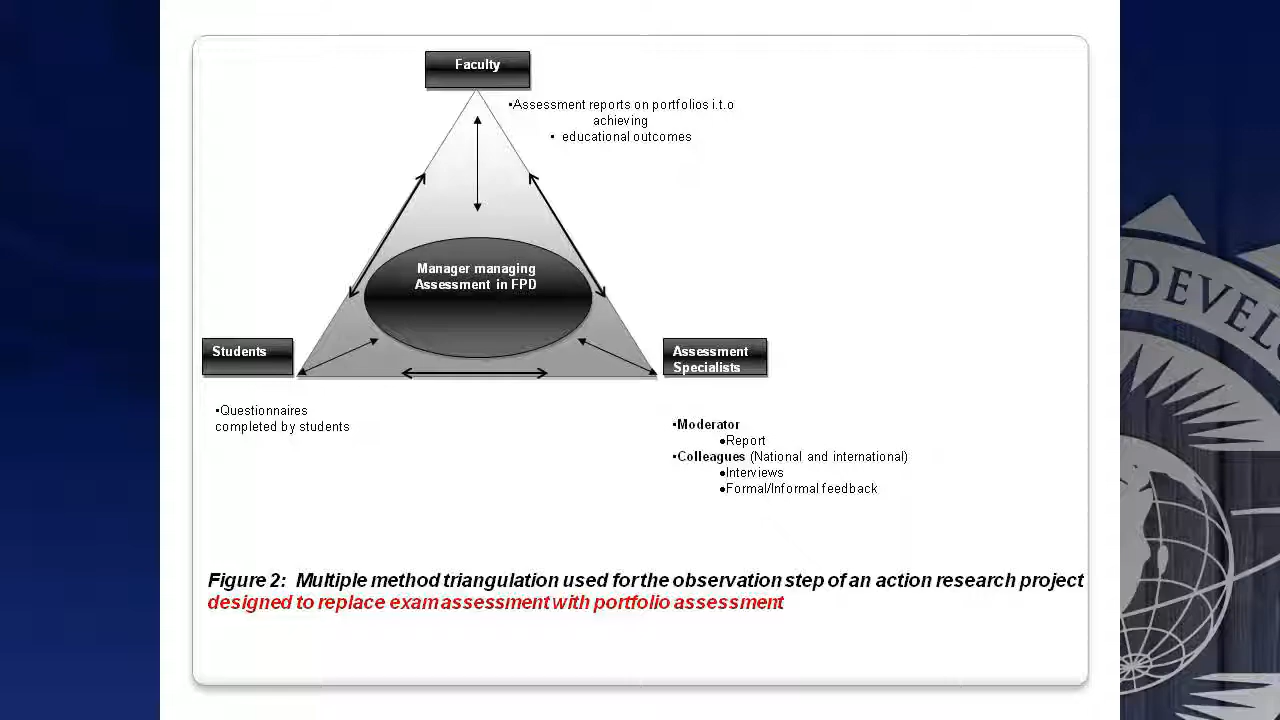 Faculty
•Assessment reports on portfolios i.t.o
achieving
• educational outcomes
Manager managing
Assessment in FPD
Students
Assessment
Specialists
•Questionnaires
completed by students
•Moderator
●Report
•Colleagues (National and international)
●Interviews
●Formal/Informal feedback
Figure 2: Multiple method triangulation used for the observation step of an action research project
designed to replace exam assessment with portfolio assessment